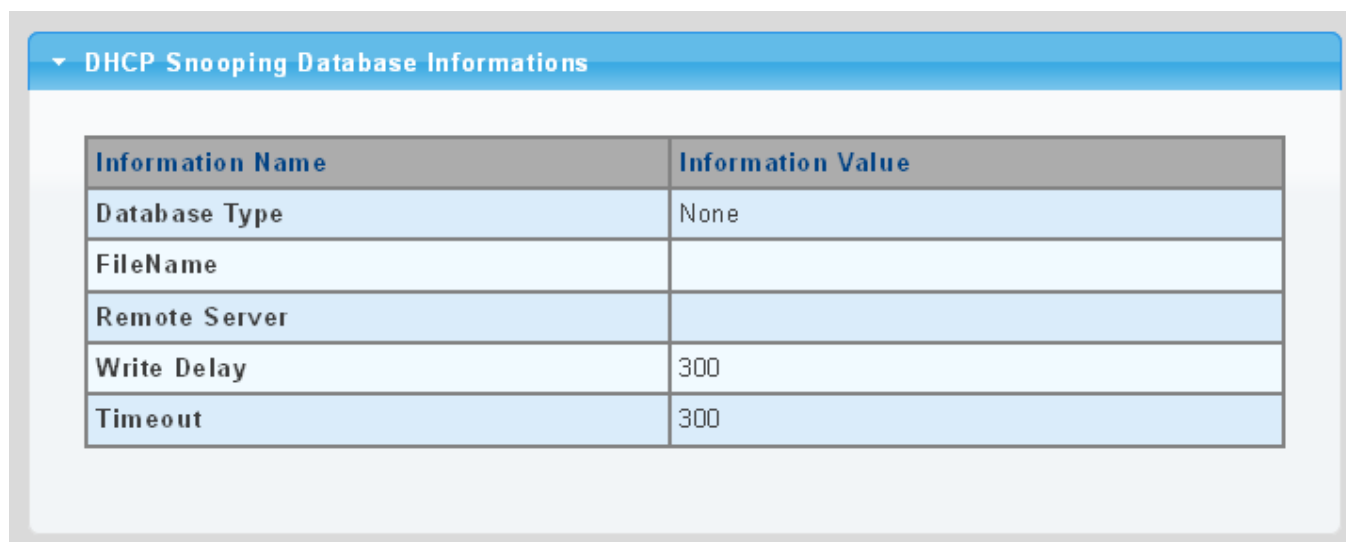 DHCP Snooping Database Informations
Information Name Information Value
Database Type None
FileName
Remote Server
Write Delay 300
Timeout 300